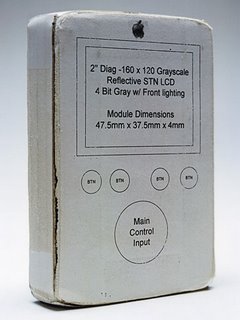 2" Diag -160 x 120 Grayscale
Reflective STN LCD
4 Bit Gray w/ Front lighting
Module Dimensions
47.5mm x 37.5mm x 4mm
BTN BTN BTN BTN
Main
Control
Input